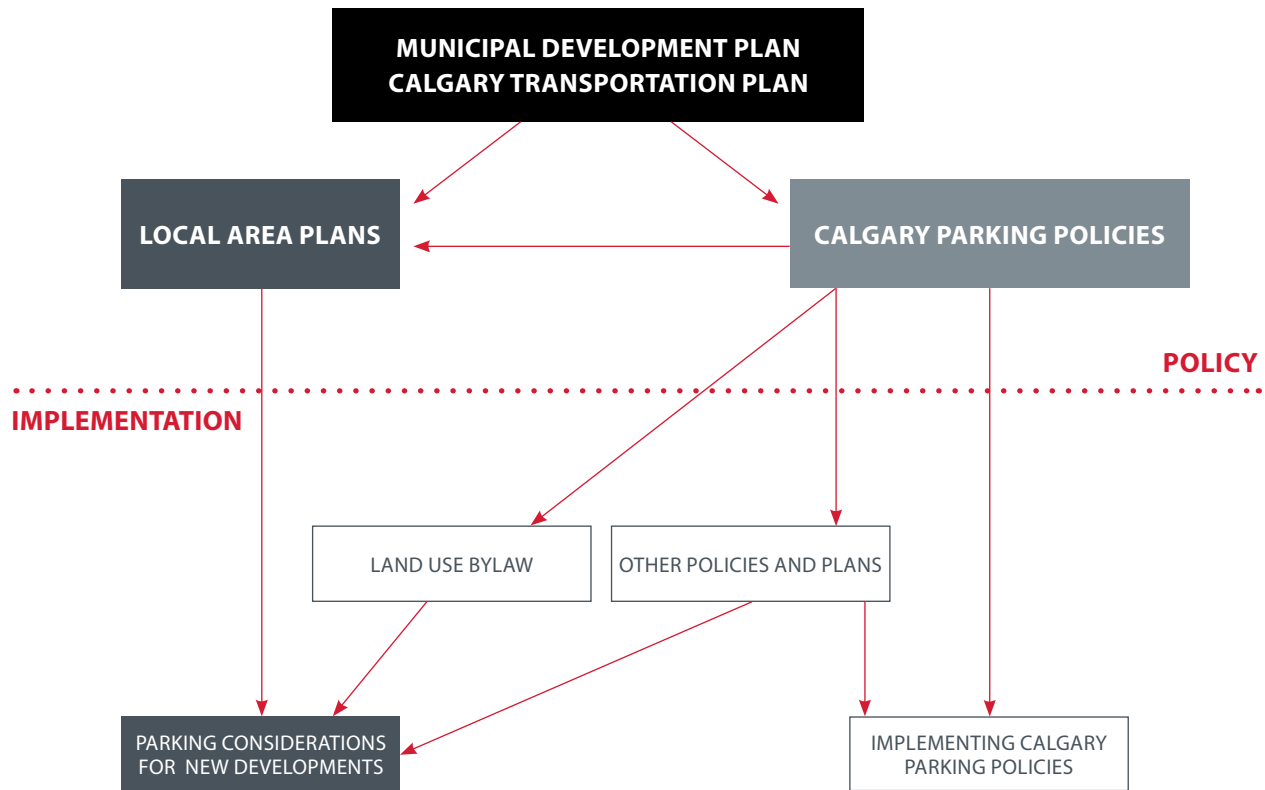 MUNICIPAL DEVELOPMENT PLAN
CALGARY TRANSPORTATION PLAN
LOCAL AREA PLANS
CALGARY PARKING POLICIES
POLICY
IMPLEMENTATION
LAND USE BYLAW
OTHER POLICIES AND PLANS
PARKING CONSIDERATIONS
FOR NEW DEVELOPMENTS
IMPLEMENTING CALGARY
PARKING POLICIES